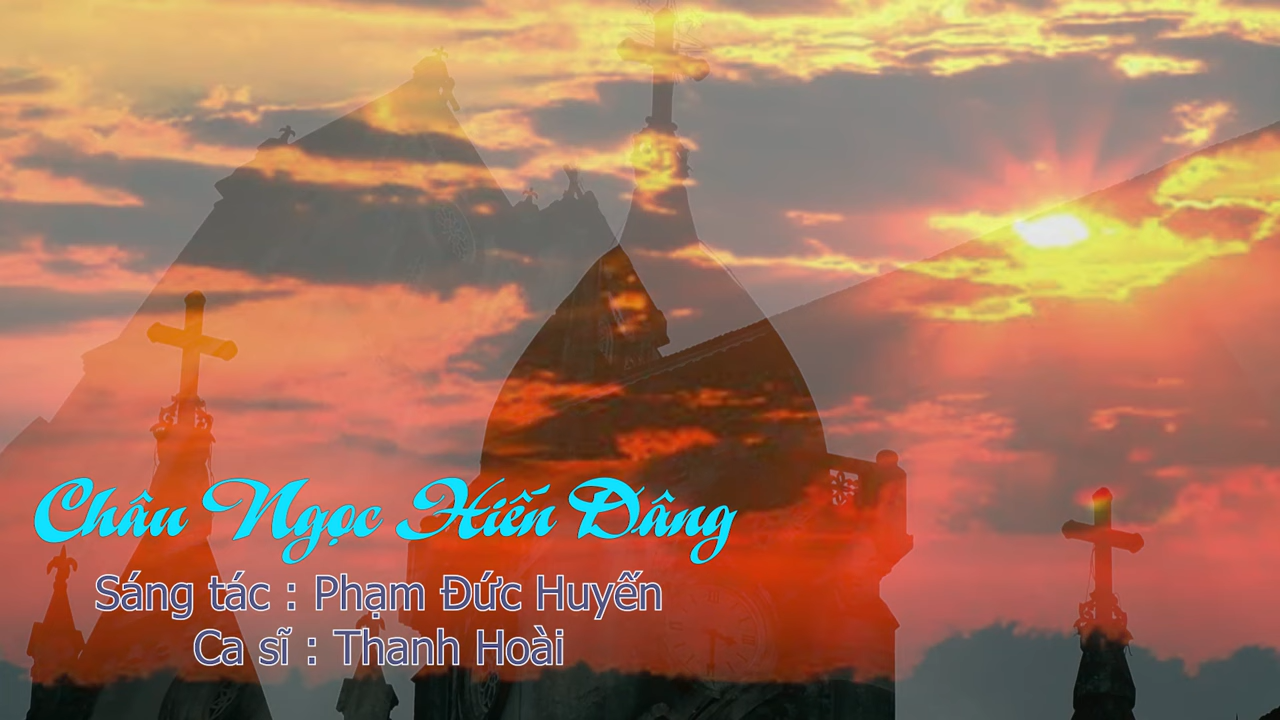 Châu Ngọc Hiến Dâng
Sáng tác : Phạm Đức Huyến
Ca sĩ : Thanh Hoài